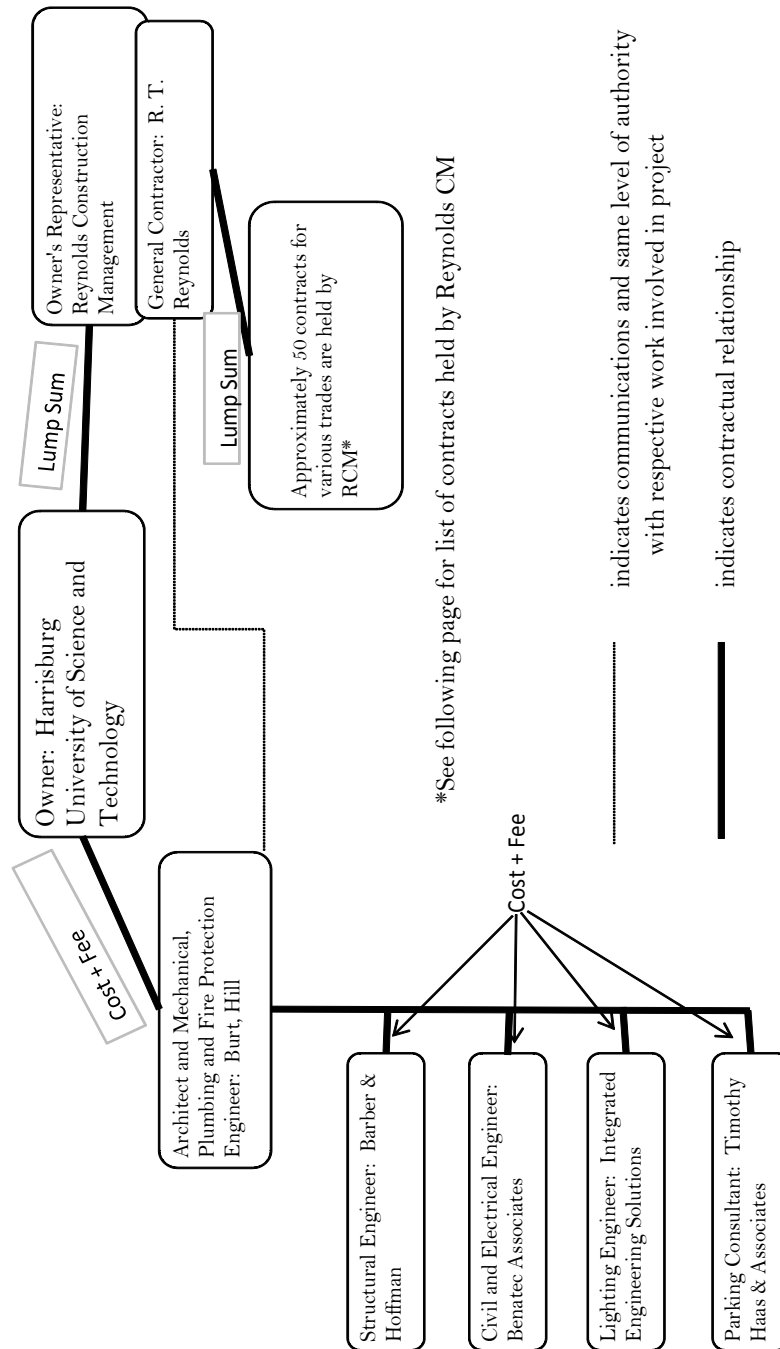 Owner: Harrisburg
University of Science and
Technology
Cost + Fee
Lump Sum
Owner's Representative:
Reynolds Construction
Management
General Contractor: R. T.
Reynolds
Architect and Mechanical,
Plumbing and Fire Protection
Engineer: Burt, Hill
Lump Sum
Approximately 50 contracts for
various trades are held by
RCM*
Structural Engineer: Barber &
Hoffman
Civil and Electrical Engineer:
Benatec Associates
Lighting Engineer: Integrated
Engineering Solutions
Parking Consultant: Timothy
Haas & Associates
Cost + Fee
*See following page for list of contracts held by Reynolds CM
indicates communications and same level of authority
with respective work involved in project
indicates contractual relationship